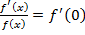 f'(x)/f(x) = f'(0)